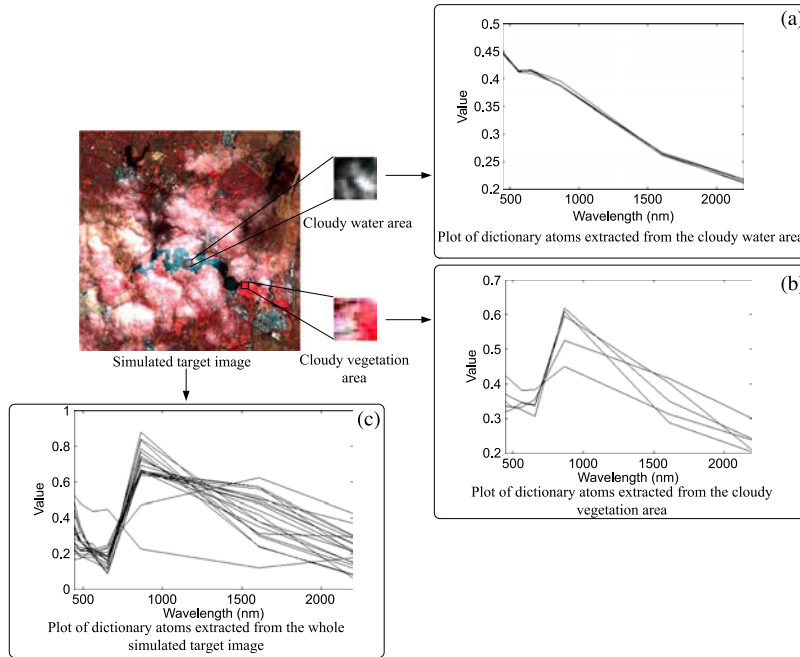 (a)
0.5
0.45
0.4
0.35
0.3
0.25
0.2
Value
500 1000 1500 2000
Wavelength (nm)
Plot of dictionary atoms extracted from the cloudy water area
Cloudy water area
Simulated target image
Cloudy vegetation
area
(b)
0.7
0.6
0.5
0.4
0.3
0.2
Value
500 1000 1500 2000
Wavelength (nm)
Plot of dictionary atoms extracted from the cloudy
vegetation area
(c)
1
0.8
0.6
0.4
0.2
0
Value
500 1000 1500 2000
Wavelength (nm)
Plot of dictionary atoms extracted from the whole
simulated target image